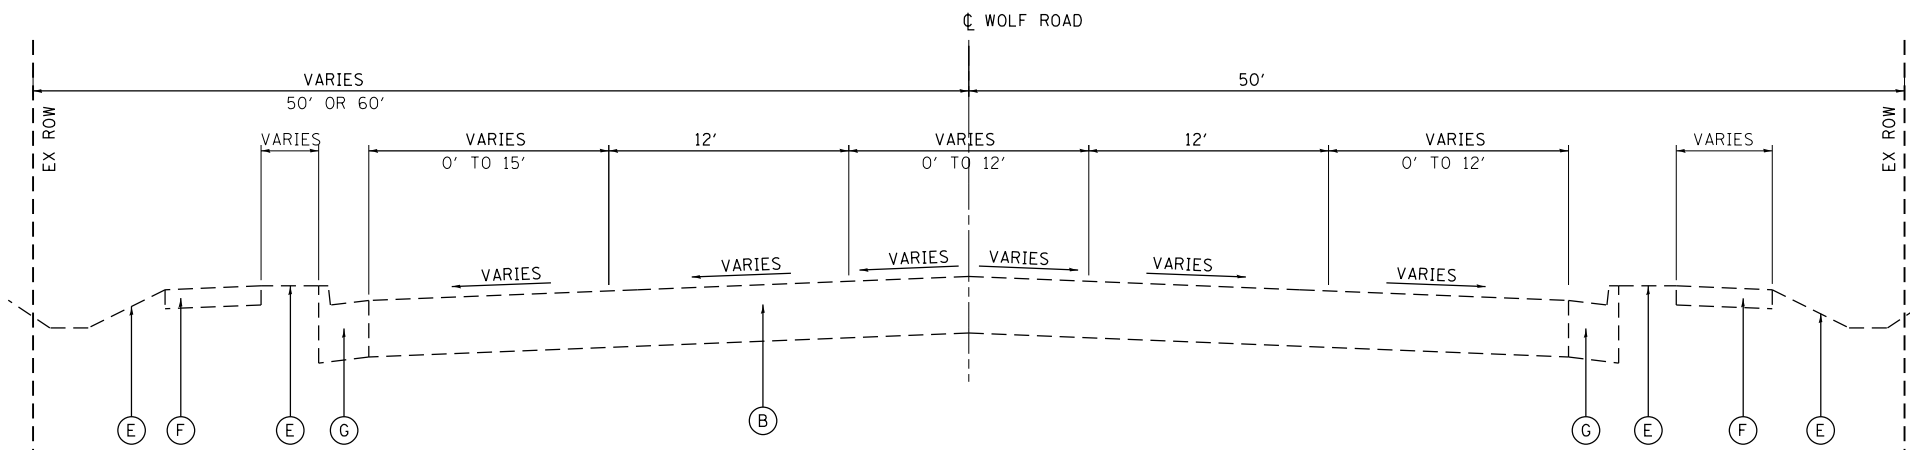 ℄ WOLF ROAD
VARIES
50' OR 60'
50'
EX ROW
EX ROW
VARIES
VARIES
0' TO 15'
12'
VARIES
0' TO 12'
12'
VARIES
0' TO 12'
VARIES
VARIES
VARIES
VARIES
VARIES
VARIES
VARIES
E
F
E
G
B
G
E
F
E